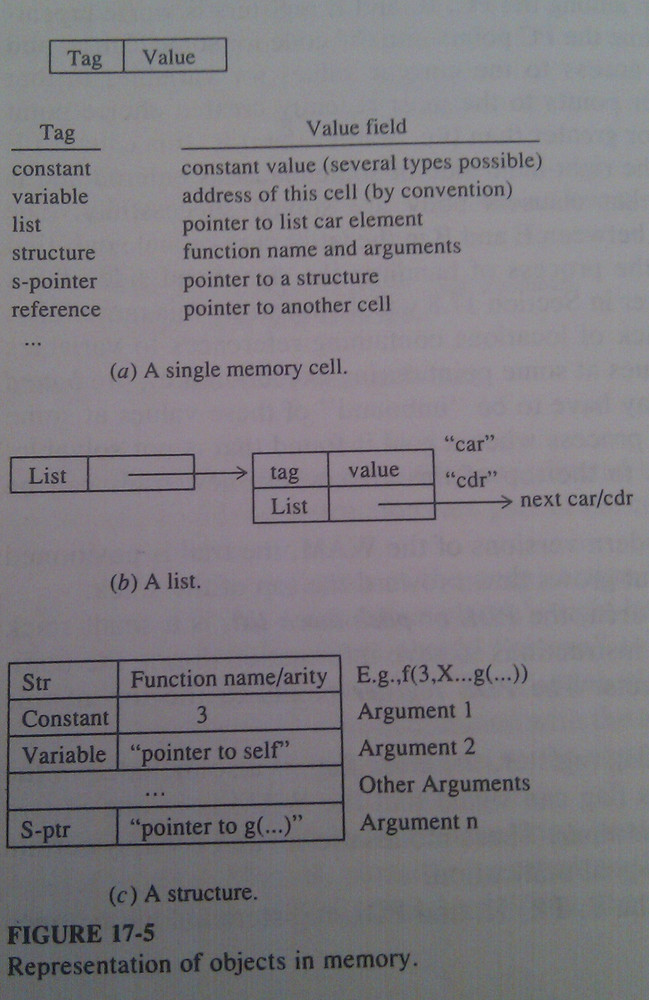 Tag Value
Tag Value field
constant constant value (several types possible)
variable address of this cell (by convention)
list pointer to list car element
structure function name and arguments
s-pointer pointer to a structure
reference pointer to another cell
...
(a) A single memory cell.
"car"
List tag value
"cdr"
List next car/cdr
(b) A list.
Str Function name/arity E.g.,f(3,X...g(...))
Constant 3 Argument 1
Variable "pointer to self" Argument 2
... Other Arguments
S-ptr "pointer to g(...)" Argument n
(c) A structure.
FIGURE 17-5
Representation of objects in memory.